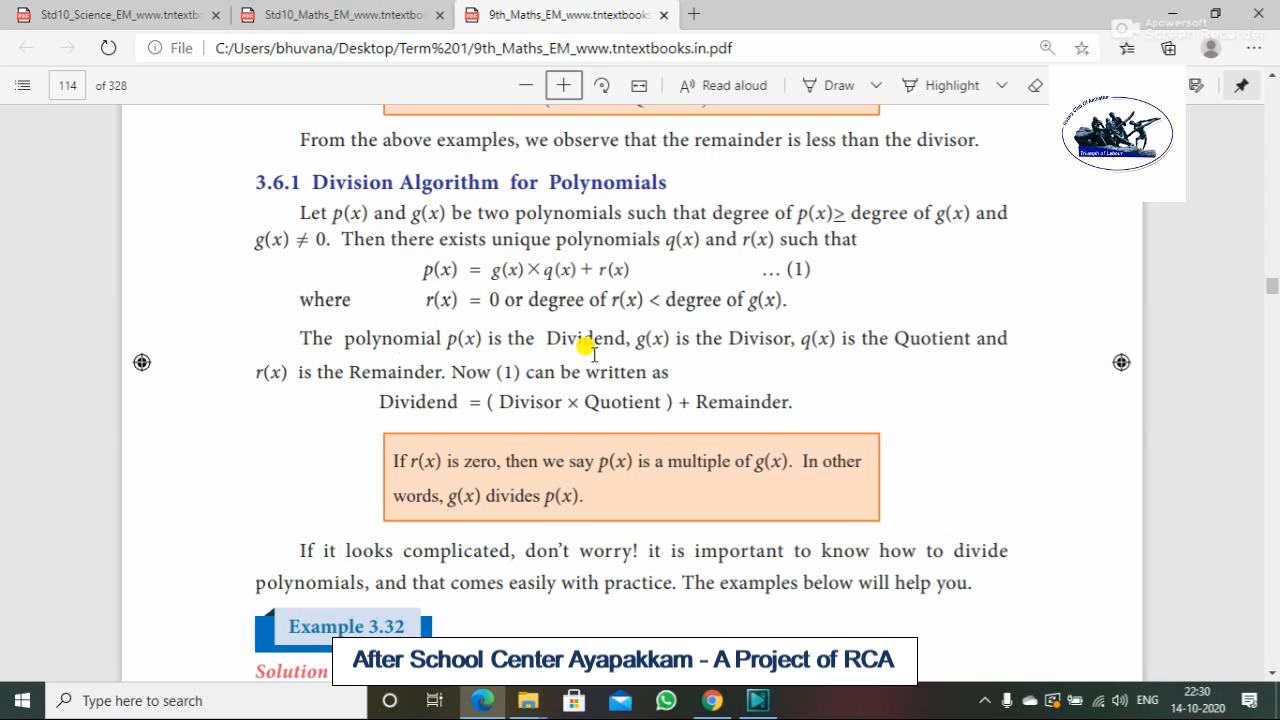 Std10_Science_EM_www.tntextboo
Std10_Maths_EM_www.tntextbook
9th_Maths_EM_www.tntextbooks.
Apowersoft
Screen Recorder
File
C:/Users/bhuvana/Desktop/Term%201/9th_Maths_EM_www.tntextbooks.in.pdf
114 of 328
Read aloud
Draw
Highlight
Triumph of Labour
From the above examples, we observe that the remainder is less than the divisor.
3.6.1 Division Algorithm for Polynomials
Let p(x) and g(x) be two polynomials such that degree of p(x)≥ degree of g(x) and
g(x) ≠ 0. Then there exists unique polynomials q(x) and r(x) such that
p(x) = g(x)×q(x)+ r(x) … (1)
where r(x) = 0 or degree of r(x) < degree of g(x).
The polynomial p(x) is the Dividend, g(x) is the Divisor, q(x) is the Quotient and
r(x) is the Remainder. Now (1) can be written as
Dividend = ( Divisor × Quotient ) + Remainder.
If r(x) is zero, then we say p(x) is a multiple of g(x). In other
words, g(x) divides p(x).
If it looks complicated, don’t worry! it is important to know how to divide
polynomials, and that comes easily with practice. The examples below will help you.
Example 3.32
Solution
After School Center Ayapakkam - A Project of RCA
Type here to search
ENG
22:30
14-10-2020